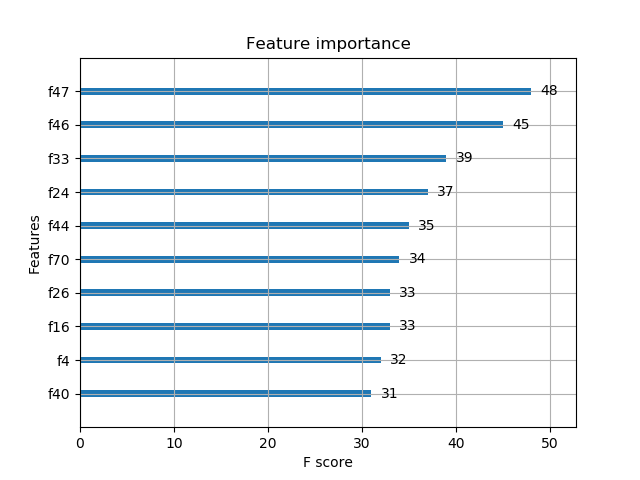 Feature importance
Features
f47 48
f46 45
f33 39
f24 37
f44 35
f70 34
f26 33
f16 33
f4 32
f40 31
0 10 20 30 40 50
F score